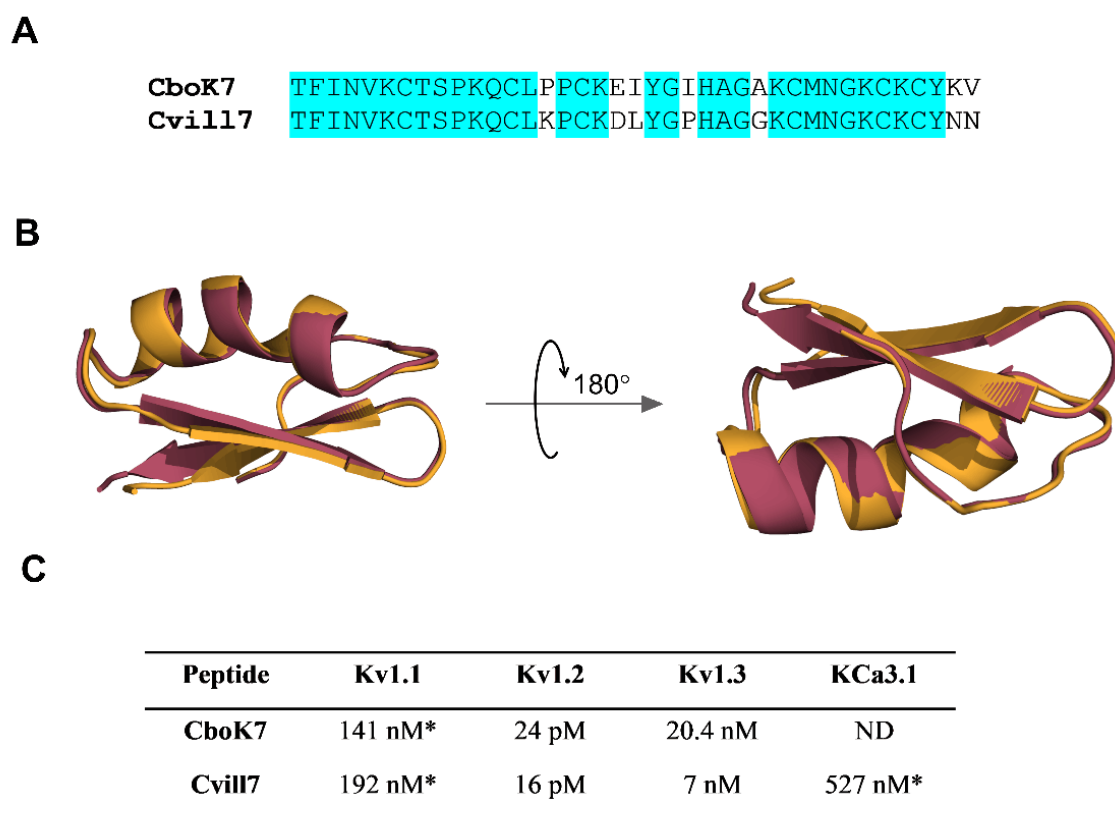 A
CboK7 TFINVKCTSPKQCLPPCKEIYGIHAGAKCMNGKCKCYKV
Cvill7 TFINVKCTSPKQCLKPCKDLYGPHAGGKCMNGKCKCYNN
B
180°
C
Peptide Kv1.1 Kv1.2 Kv1.3 KCa3.1
CboK7 141 nM* 24 pM 20.4 nM ND
Cvill7 192 nM* 16 pM 7 nM 527 nM*